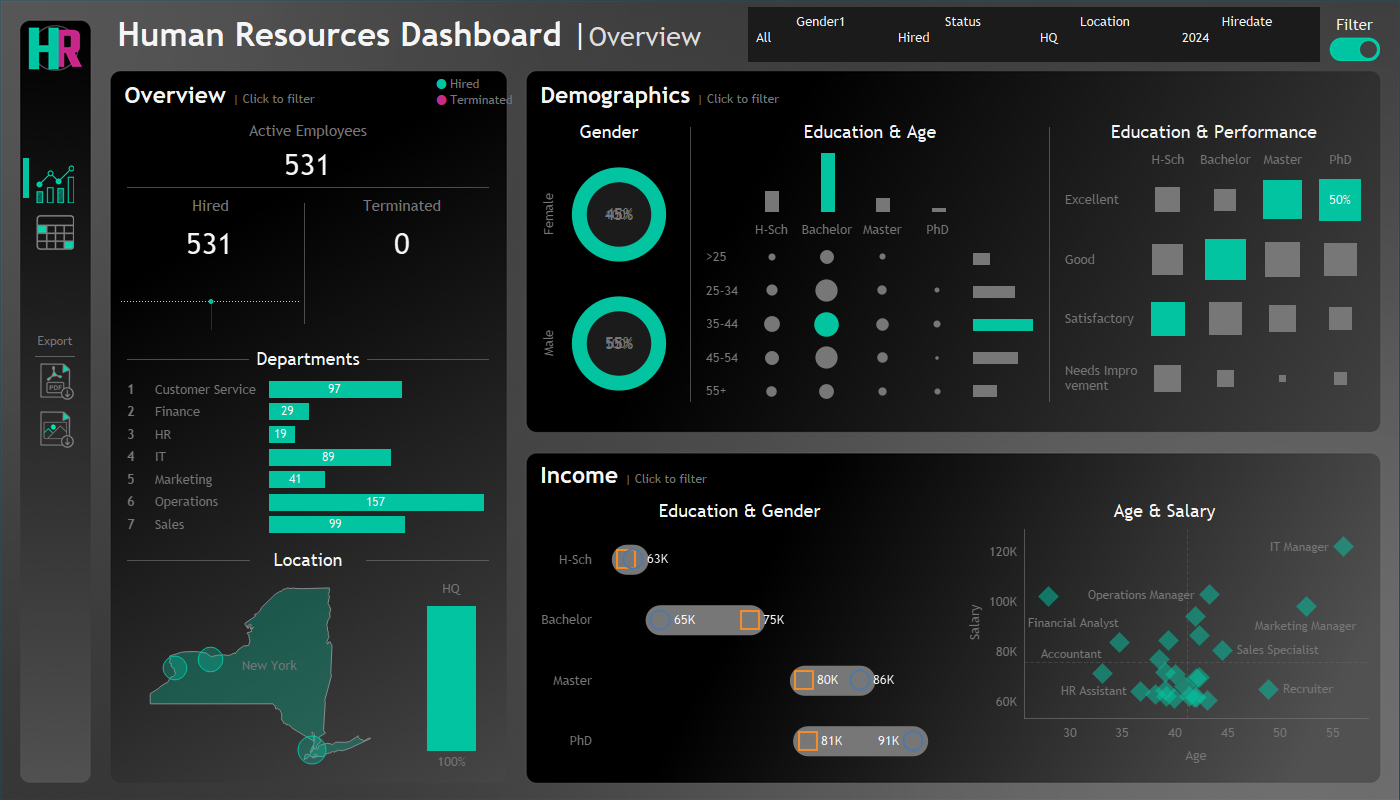 HR
Human Resources Dashboard | Overview
Gender1 Status Location Hiredate
All Hired HQ 2024
Filter
Overview | Click to filter
Hired
Terminated
Active Employees
531
Hired Terminated
531 0
Export
PDF
Departments
1 Customer Service 97
2 Finance 29
3 HR 19
4 IT 89
5 Marketing 41
6 Operations 157
7 Sales 99
Location
New York
HQ
100%
Demographics | Click to filter
Gender
Female
45%
Male
55%
Education & Age
H-Sch Bachelor Master PhD
>25
25-34
35-44
45-54
55+
Education & Performance
H-Sch Bachelor Master PhD
Excellent 50%
Good
Satisfactory
Needs Impro
vement
Income | Click to filter
Education & Gender
H-Sch 63K
Bachelor 65K 75K
Master 80K 86K
PhD 81K 91K
Age & Salary
Salary
120K
100K
80K
60K
IT Manager
Operations Manager
Financial Analyst
Marketing Manager
Accountant
Sales Specialist
HR Assistant
Recruiter
30 35 40 45 50 55
Age